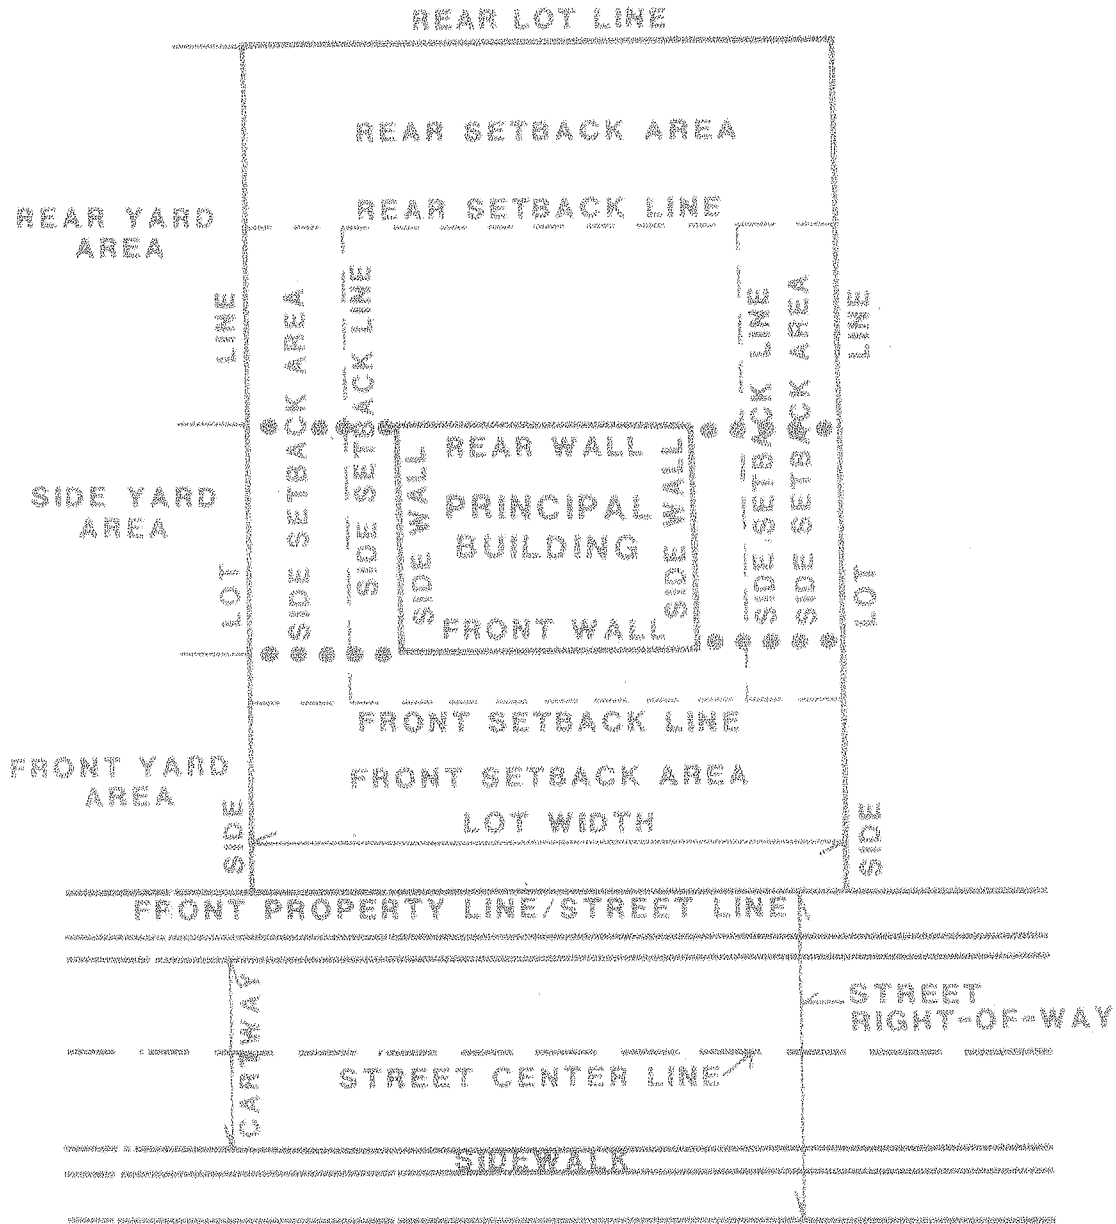 REAR LOT LINE
REAR SETBACK AREA
REAR YARD
AREA
REAR SETBACK LINE
LINE
SIDE SETBACK AREA
SIDE SETBACK LINE
SIDE SETBACK LINE
SIDE SETBACK AREA
LINE
REAR WALL
SIDE YARD
AREA
SIDE WALL
PRINCIPAL
BUILDING
SIDE WALL
LOT
LOT
FRONT WALL
FRONT SETBACK LINE
FRONT YARD
AREA
FRONT SETBACK AREA
SIDE
LOT WIDTH
SIDE
FRONT PROPERTY LINE/STREET LINE
CARTWAY
STREET
RIGHT-OF-WAY
STREET CENTER LINE
SIDEWALK